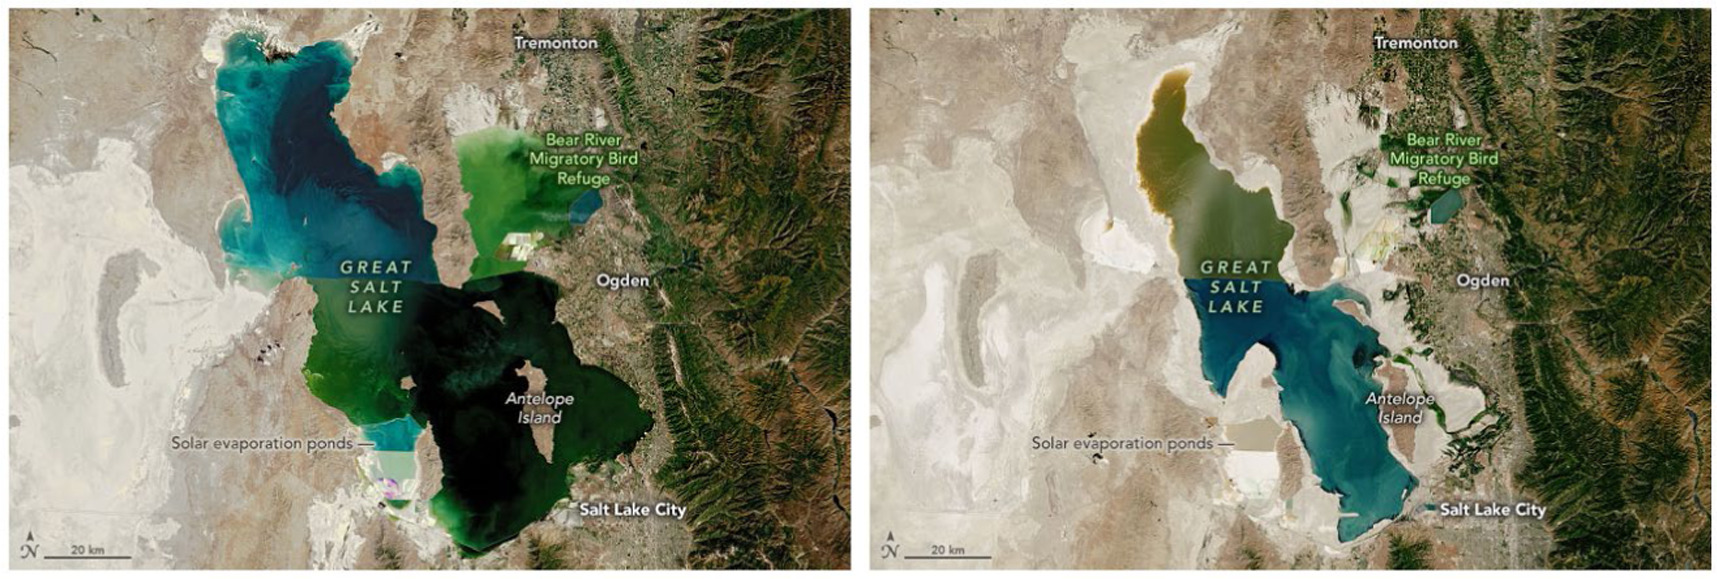 Tremonton
Bear River
Migratory Bird
Refuge
GREAT
SALT
LAKE
Ogden
Antelope
Island
Solar evaporation ponds
Salt Lake City
N
20 km
Tremonton
Bear River
Migratory Bird
Refuge
GREAT
SALT
LAKE
Ogden
Antelope
Island
Solar evaporation ponds
Salt Lake City
N
20 km